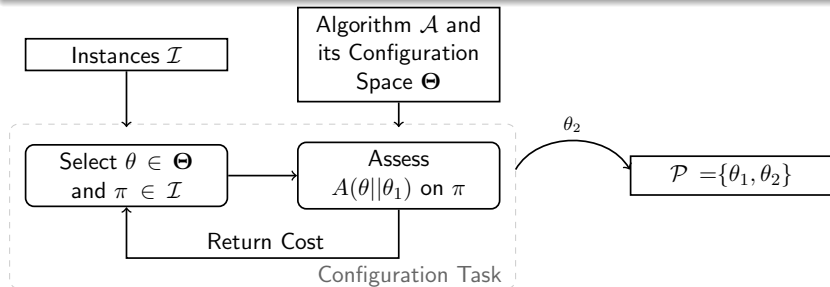 Instances ℐ
Algorithm 𝒜 and
its Configuration
Space Θ
Select θ ∈ Θ
and π ∈ ℐ
Assess
A(θ||θ₁) on π
Return Cost
Configuration Task
θ₂
𝒫 ={θ₁, θ₂}